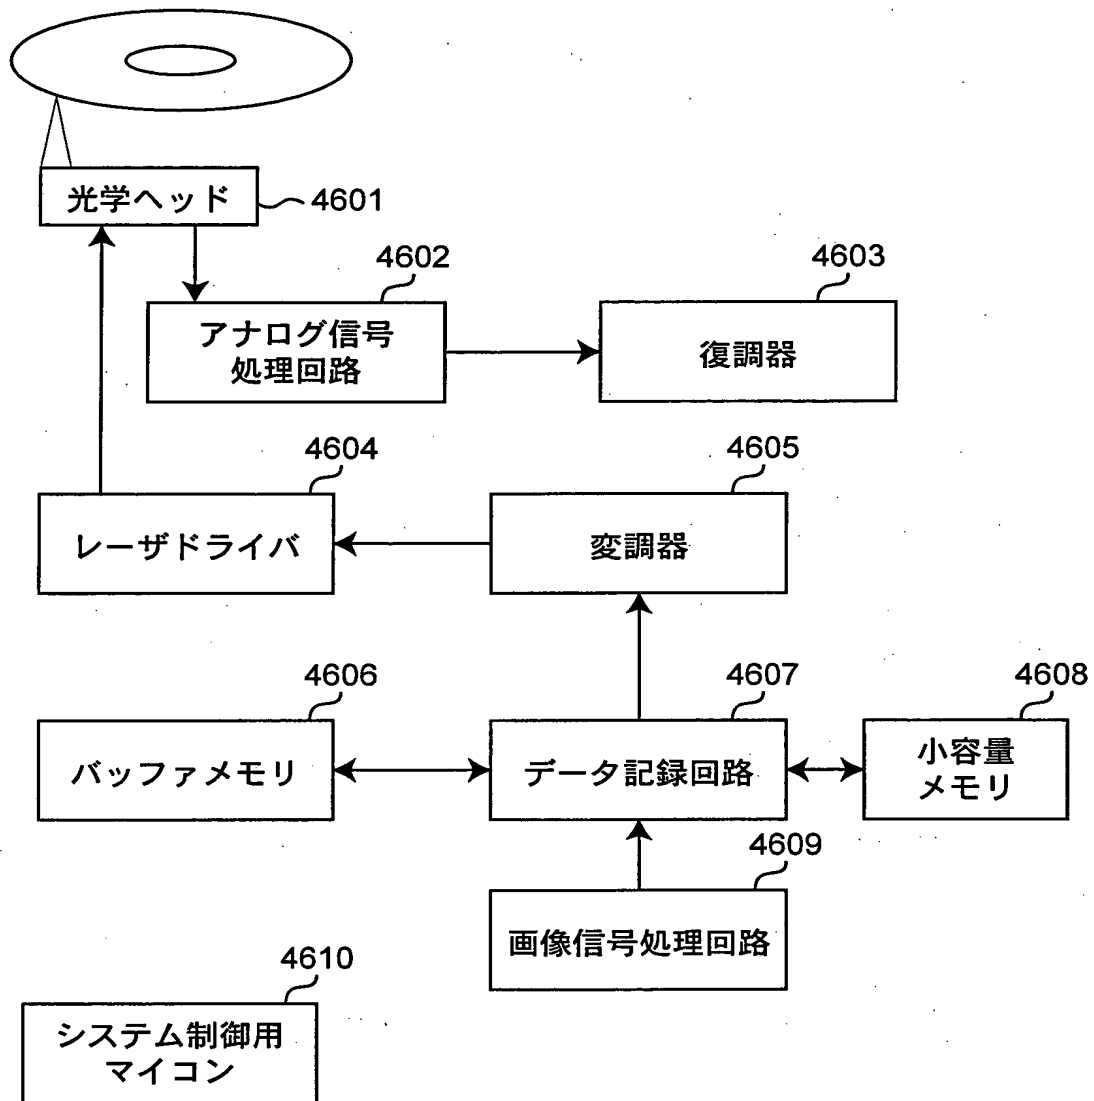 光学ヘッド
4601
4602
アナログ信号
処理回路
4603
復調器
4604
レーザドライバ
4605
変調器
4606
バッファメモリ
4607
データ記録回路
4608
小容量
メモリ
4609
画像信号処理回路
4610
システム制御用
マイコン